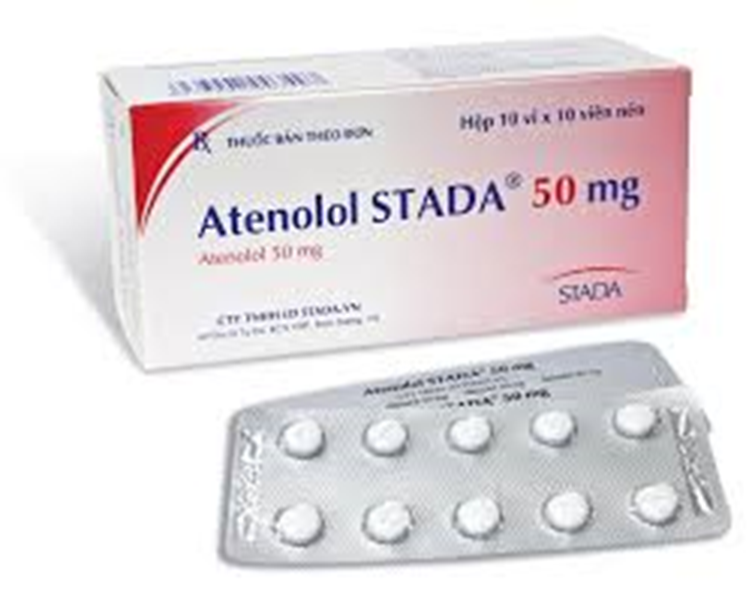 Rx THUỐC BÁN THEO ĐƠN
Hộp 10 vỉ x 10 viên nén
Atenolol STADA® 50 mg
Atenolol 50 mg
STADA
CTY TNHH LD STADA-VN
Atenolol STADA® 50 mg
50 mg